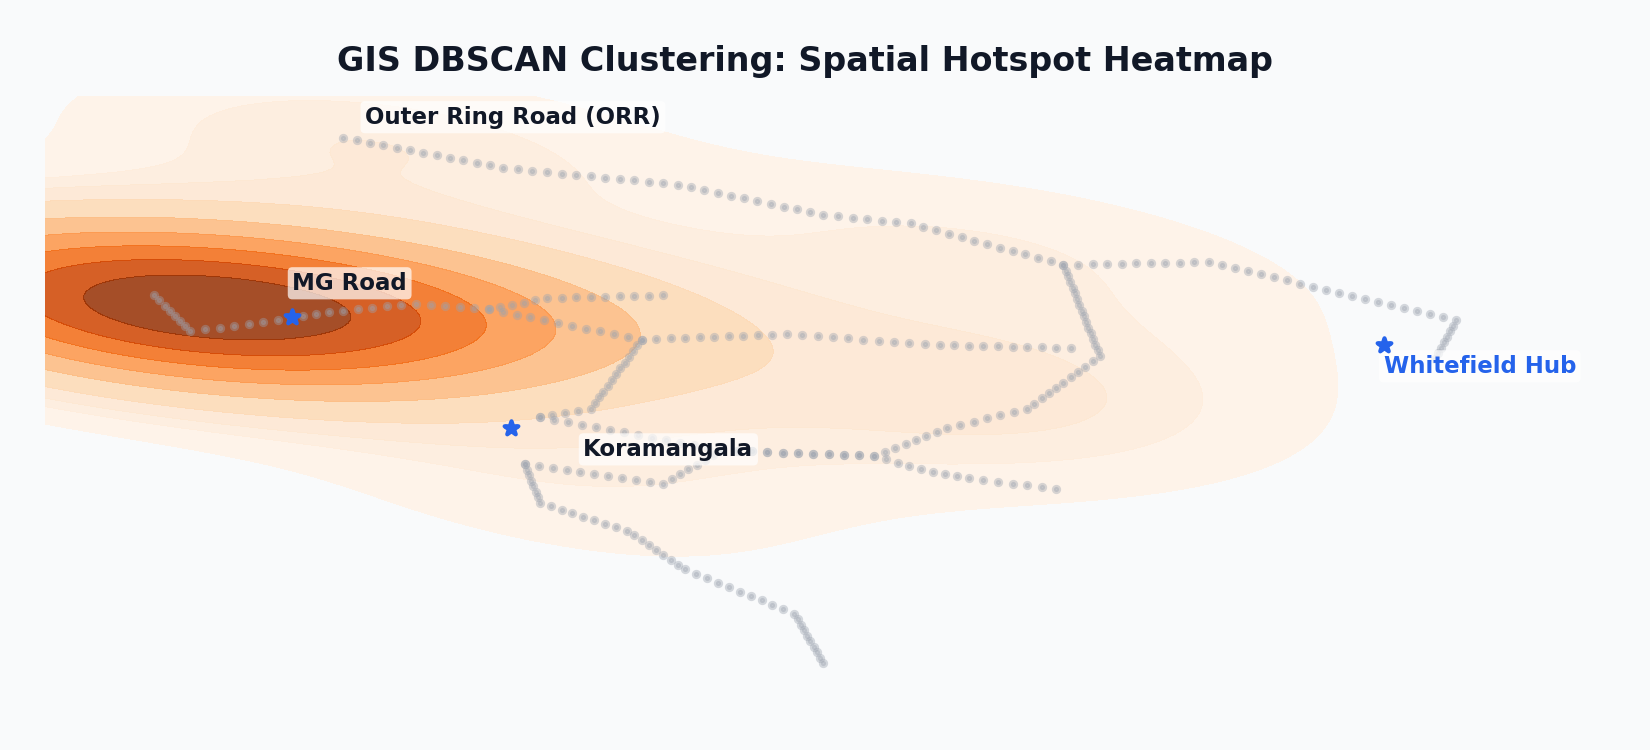 GIS DBSCAN Clustering: Spatial Hotspot Heatmap
Outer Ring Road (ORR)
MG Road
Whitefield Hub
Koramangala